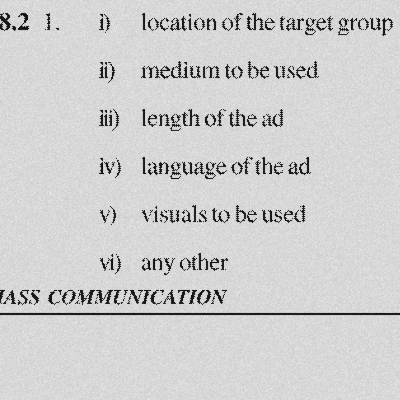 8.2 1. i) location of the target group
ii) medium to be used
iii) length of the ad
iv) language of the ad
v) visuals to be used
vi) any other
MASS COMMUNICATION